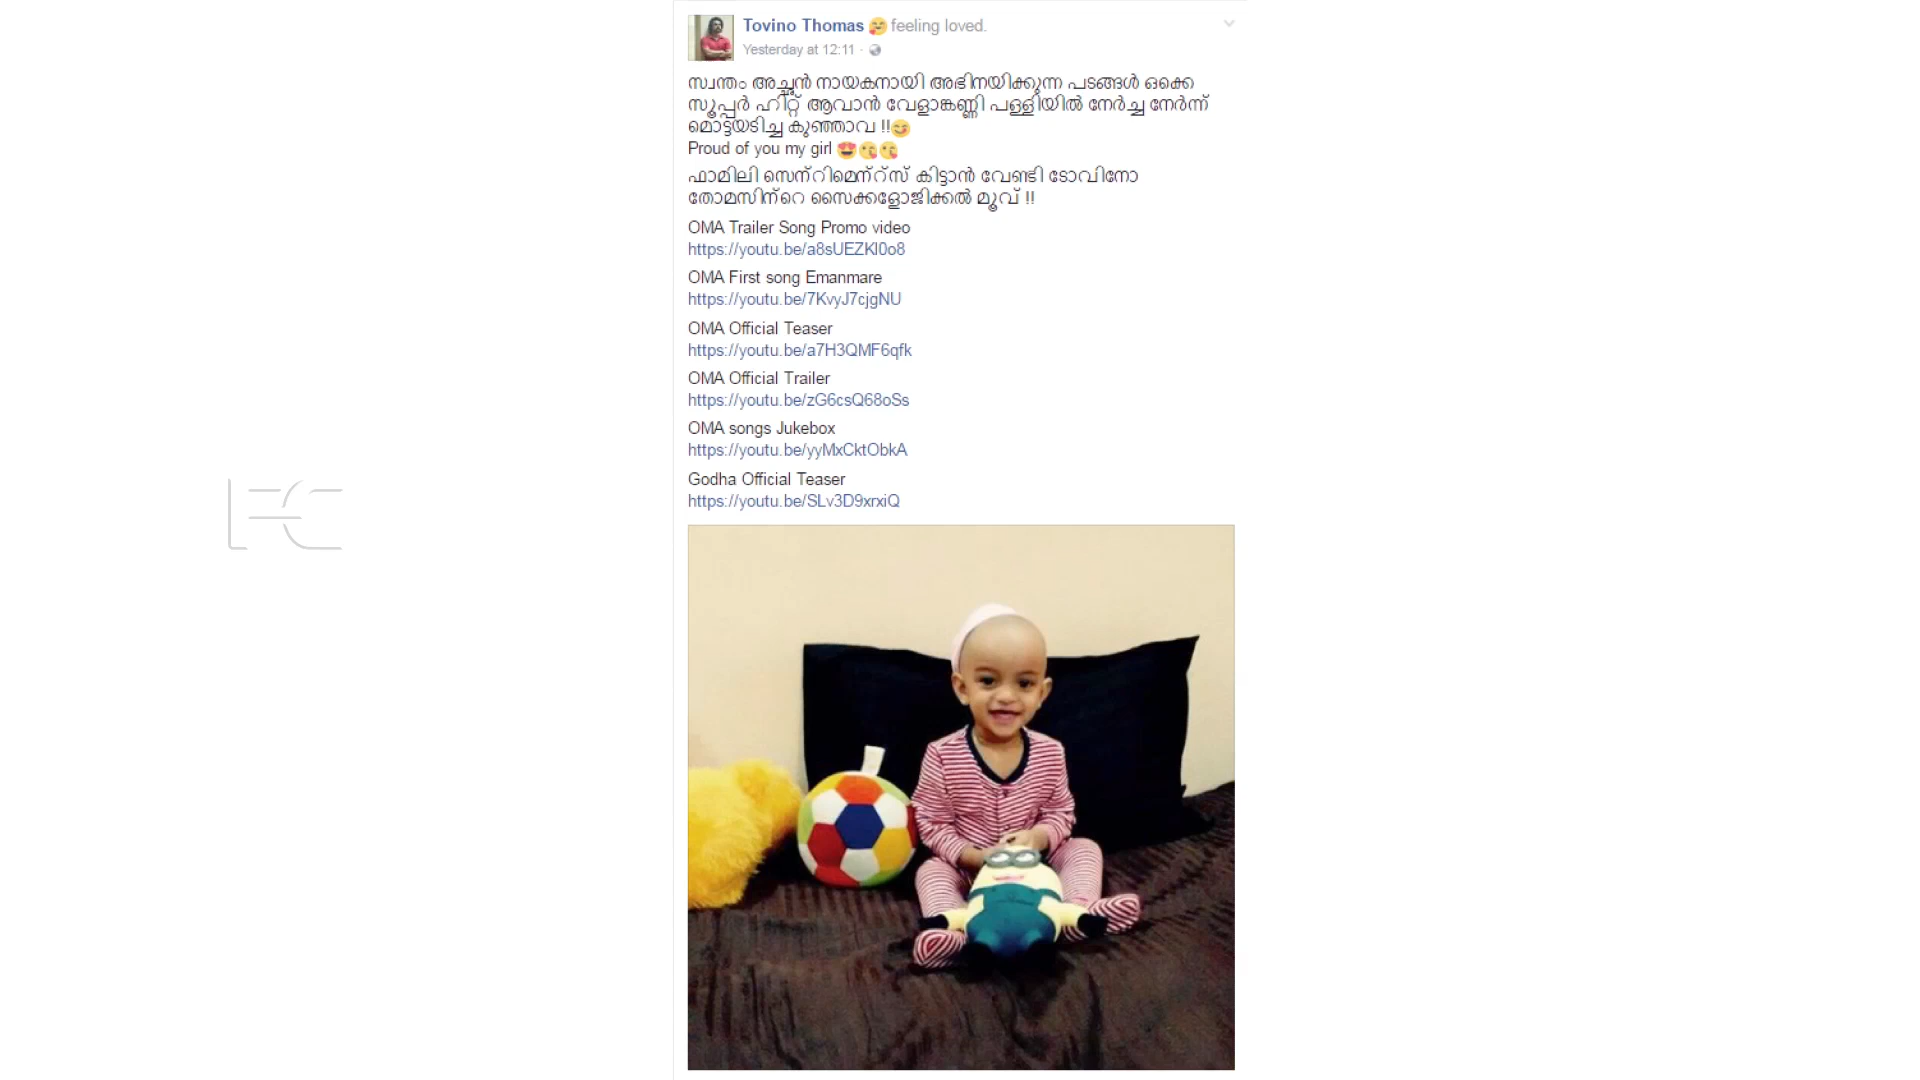 Tovino Thomas 🥰 feeling loved.
Yesterday at 12:11 ·
സ്വന്തം അച്ഛൻ നായകനായി അഭിനയിക്കുന്ന പടങ്ങൾ ഒക്കെ
സൂപ്പർ ഹിറ്റ് ആവാൻ വേളാങ്കണ്ണി പള്ളിയിൽ നേർച്ച നേർന്ന്
മൊട്ടയടിച്ച കുഞ്ഞാവ !!😋
Proud of you my girl 😍😘😘
ഫാമിലി സെന്റിമെന്റ്സ് കിട്ടാൻ വേണ്ടി ടോവിനോ
തോമസിന്റെ സൈക്കളോജിക്കൽ മൂവ് !!
OMA Trailer Song Promo video
https://youtu.be/a8sUEZKl0o8
OMA First song Emanmare
https://youtu.be/7KvyJ7cjgNU
OMA Official Teaser
https://youtu.be/a7H3QMF6qfk
OMA Official Trailer
https://youtu.be/zG6csQ68oSs
OMA songs Jukebox
https://youtu.be/yyMxCktObkA
Godha Official Teaser
https://youtu.be/SLv3D9xrxiQ